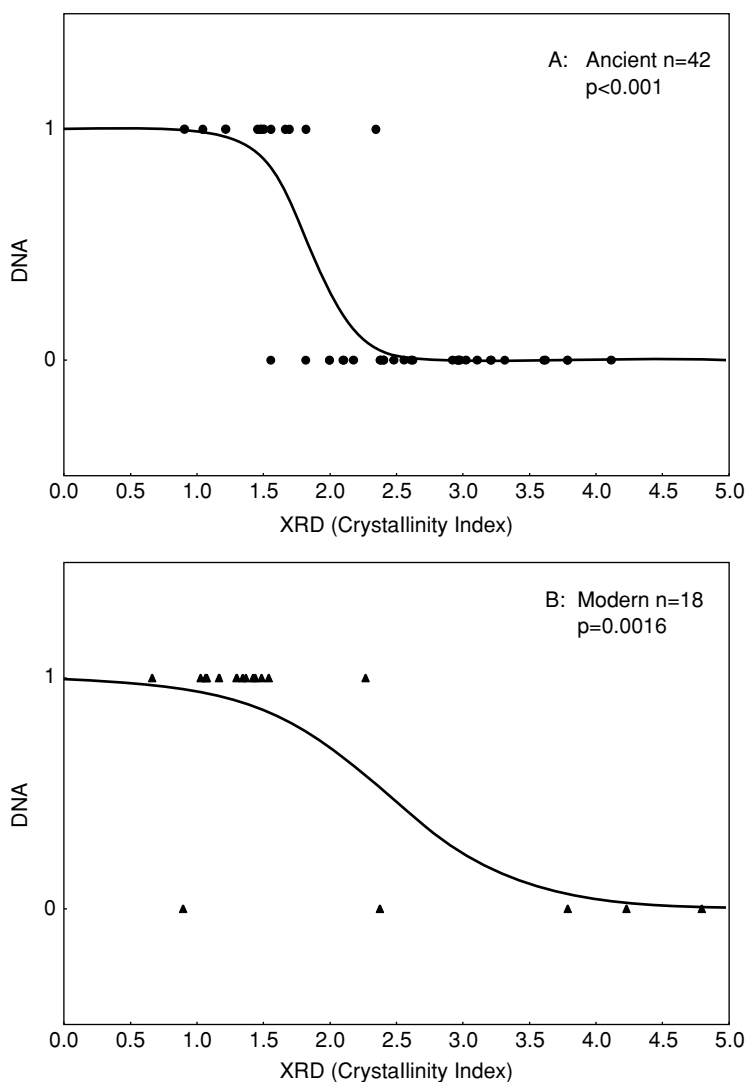 A: Ancient n=42
p<0.001
1
0
DNA
0.0 0.5 1.0 1.5 2.0 2.5 3.0 3.5 4.0 4.5 5.0
XRD (Crystallinity Index)
B: Modern n=18
p=0.0016
1
0
DNA
0.0 0.5 1.0 1.5 2.0 2.5 3.0 3.5 4.0 4.5 5.0
XRD (Crystallinity Index)